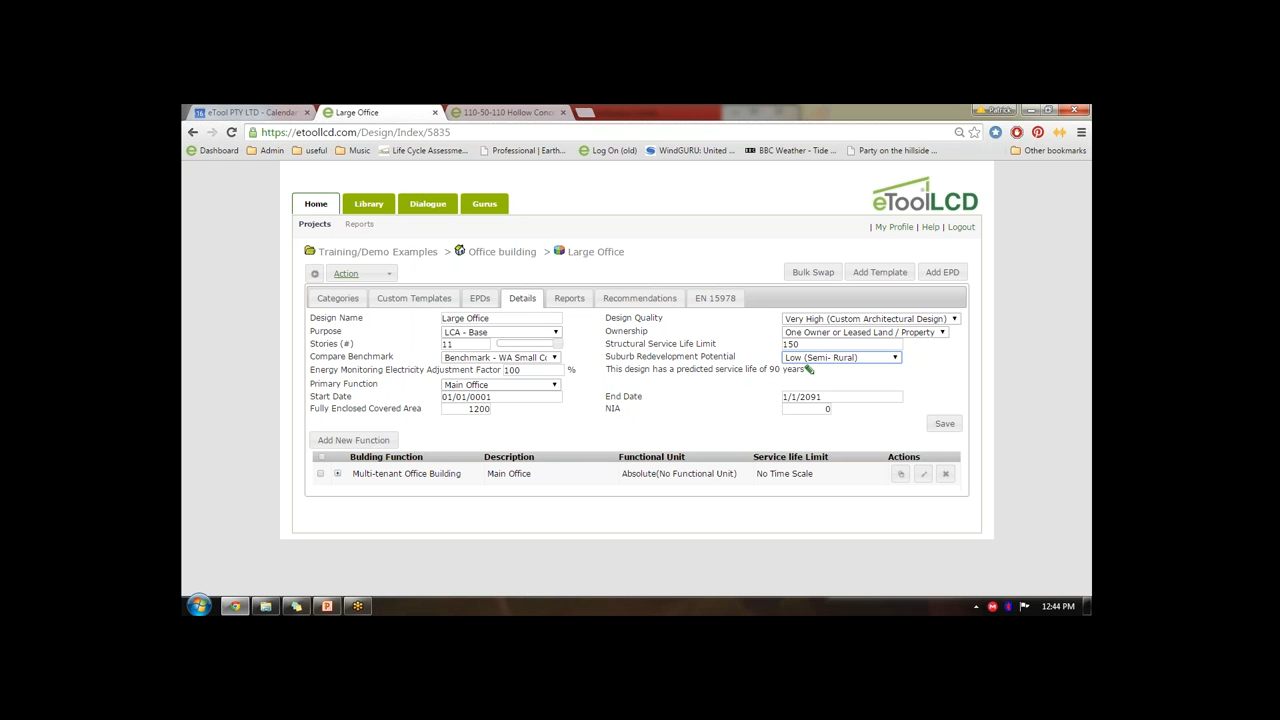 eTool PTY LTD - Calendar Large Office 110-50-110 Hollow Conc Patrick
https://etoollcd.com/Design/Index/5835
Dashboard Admin useful Music Life Cycle Assessme... Professional | Earth... Log On (old) WindGURU: United ... BBC Weather - Tide ... Party on the hillside ... Other bookmarks
eToolLCD
Home Library Dialogue Gurus
Projects Reports
| My Profile | Help | Logout
Training/Demo Examples > Office building > Large Office
Action Bulk Swap Add Template Add EPD
Categories Custom Templates EPDs Details Reports Recommendations EN 15978
Design Name Large Office Design Quality Very High (Custom Architectural Design)
Purpose LCA - Base Ownership One Owner or Leased Land / Property
Stories (#) 11 Structural Service Life Limit 150
Compare Benchmark Benchmark - WA Small Cc Suburb Redevelopment Potential Low (Semi- Rural)
Energy Monitoring Electricity Adjustment Factor 100 % This design has a predicted service life of 90 years
Primary Function Main Office
Start Date 01/01/0001 End Date 1/1/2091
Fully Enclosed Covered Area 1200 NIA 0
Save
Add New Function
Bulding Function Description Functional Unit Service life Limit Actions
Multi-tenant Office Building Main Office Absolute(No Functional Unit) No Time Scale
12:44 PM